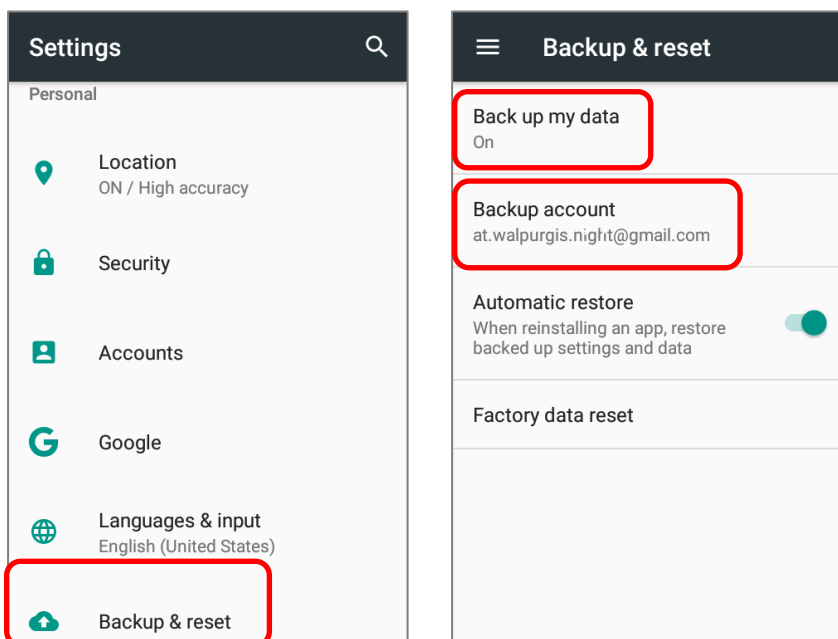 Settings
Personal
Location
ON / High accuracy
Security
Accounts
Google
Languages & input
English (United States)
Backup & reset
Backup & reset
Back up my data
On
Backup account
at.walpurgis.night@gmail.com
Automatic restore
When reinstalling an app, restore
backed up settings and data
Factory data reset